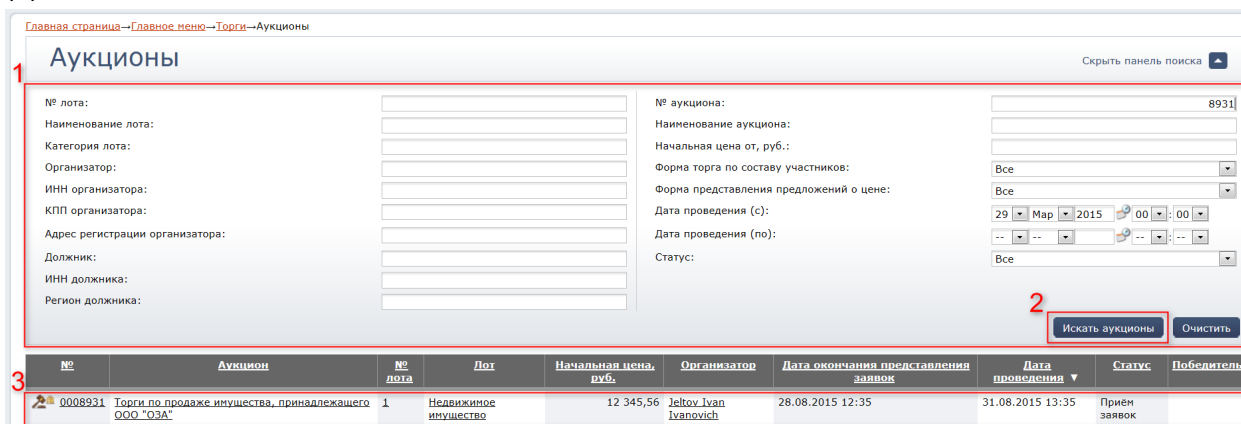 Главная страница→Главное меню→Торги→Аукционы
Аукционы
Скрыть панель поиска
1
№ лота:
№ аукциона: 8931
Наименование лота:
Наименование аукциона:
Категория лота:
Начальная цена от, руб.:
Организатор:
Форма торга по составу участников: Все
ИНН организатора:
Форма представления предложений о цене: Все
КПП организатора:
Дата проведения (с): 29 Мар 2015 00 : 00
Адрес регистрации организатора:
Дата проведения (по): -- -- -- : --
Должник:
Статус: Все
ИНН должника:
Регион должника:
2
Искать аукционы Очистить
3
№ Аукцион № лота Лот Начальная цена, руб. Организатор Дата окончания представления заявок Дата проведения ▼ Статус Победитель
0008931 Торги по продаже имущества, принадлежащего 1 Недвижимое 12 345,56 Jeltov Ivan 28.08.2015 12:35 31.08.2015 13:35 Приём
ООО "ОЗА" имущество Ivanovich заявок